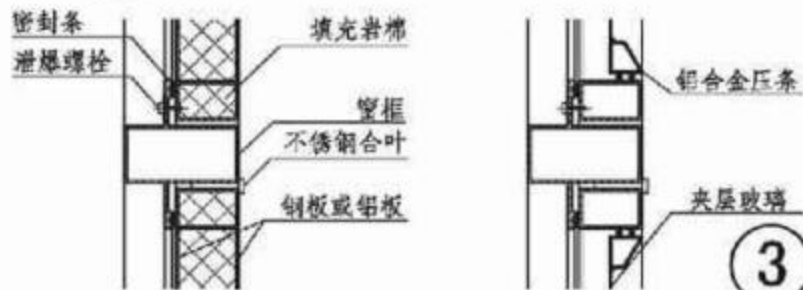 密封条
泄爆螺栓
填充岩棉
窗框
不锈钢合叶
钢板或铝板
铝合金压条
夹层玻璃
3